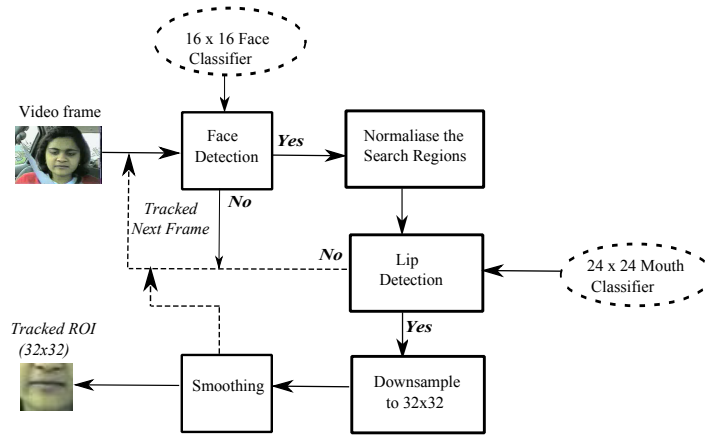 16 x 16 Face
Classifier
Video frame
Face
Detection
Yes
Normaliase the
Search Regions
No
Tracked
Next Frame
No
Lip
Detection
24 x 24 Mouth
Classifier
Yes
Tracked ROI
(32x32)
Smoothing
Downsample
to 32x32